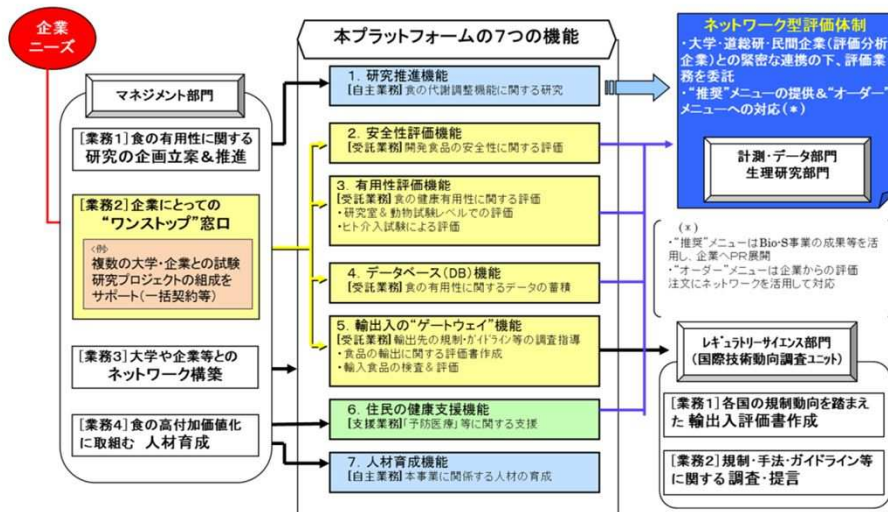 企業
ニーズ
マネジメント部門
[業務1]食の有用性に関する
研究の企画立案&推進
[業務2]企業にとっての
“ワンストップ”窓口
<例>
複数の大学・企業との試験
研究プロジェクトの組成を
サポート(一括契約等)
[業務3]大学や企業等との
ネットワーク構築
[業務4]食の高付加価値化
に取組む 人材育成
本プラットフォームの7つの機能
1. 研究推進機能
[自主業務]食の代謝調整機能に関する研究
2. 安全性評価機能
[受託業務]開発食品の安全性に関する評価
3. 有用性評価機能
[受託業務]食の健康有用性に関する評価
・研究室&動物試験レベルでの評価
・ヒト介入試験による評価
4. データベース(DB)機能
[受託業務]食の有用性に関するデータの蓄積
5. 輸出入の“ゲートウェイ”機能
[受託業務]輸出先の規制・ガイドライン等の調査指導
・食品の輸出に関する評価書作成
・輸入食品の検査&評価
6. 住民の健康支援機能
[支援業務]「予防医療」等に関する支援
7. 人材育成機能
[自主業務]本事業に関係する人材の育成
ネットワーク型評価体制
・大学・道総研・民間企業(評価分析
企業)との緊密な連携の下、評価業
務を委託
・“推奨”メニューの提供&“オーダー”
メニューへの対応(*)
計測・データ部門
生理研究部門
(*)
・“推奨”メニューはBio-S事業の成果等を活
用し、企業へPR展開
・“オーダー”メニューは企業からの評価
注文にネットワークを活用して対応
レギュラトリーサイエンス部門
(国際技術動向調査ユニット)
[業務1]各国の規制動向を踏まえ
た 輸出入評価書作成
[業務2]規制・手法・ガイドライン等
に関する 調査・提言